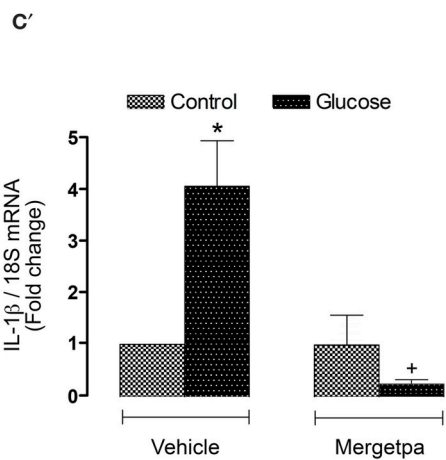 C′
Control Glucose
IL-1β / 18S mRNA
(Fold change)
5
4
3
2
1
0
*
+
Vehicle Mergetpa